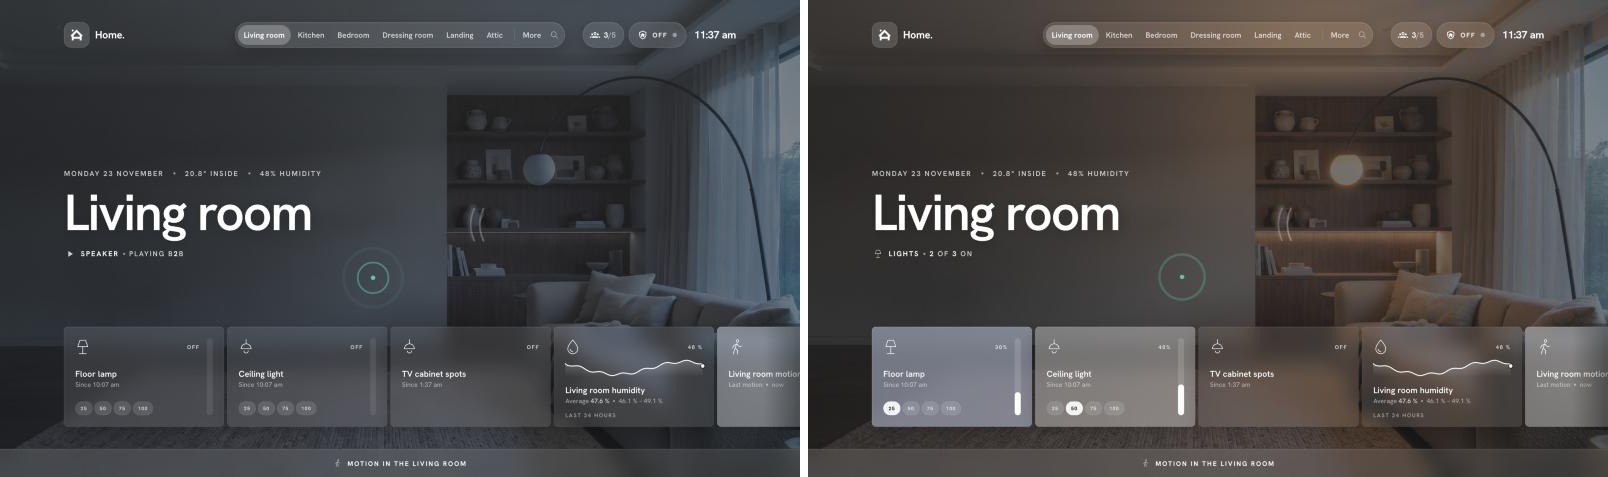 Home.
Living room Kitchen Bedroom Dressing room Landing Attic More
3/5 OFF 11:37 am
MONDAY 23 NOVEMBER • 20.8° INSIDE • 48% HUMIDITY
Living room
SPEAKER • PLAYING B2B
OFF
Floor lamp
Since 10:07 am
25 50 75 100
OFF
Ceiling light
Since 10:07 am
25 50 75 100
OFF
TV cabinet spots
Since 1:37 am
48 %
Living room humidity
Average 47.6 % • 46.1 % - 49.1 %
LAST 24 HOURS
Living room motion
Last motion • now
MOTION IN THE LIVING ROOM
Home.
Living room Kitchen Bedroom Dressing room Landing Attic More
3/5 OFF 11:37 am
MONDAY 23 NOVEMBER • 20.8° INSIDE • 48% HUMIDITY
Living room
LIGHTS • 2 OF 3 ON
30%
Floor lamp
Since 10:07 am
25 50 75 100
40%
Ceiling light
Since 10:07 am
25 50 75 100
OFF
TV cabinet spots
Since 1:37 am
48 %
Living room humidity
Average 47.6 % • 46.1 % - 49.1 %
LAST 24 HOURS
Living room motion
Last motion • now
MOTION IN THE LIVING ROOM